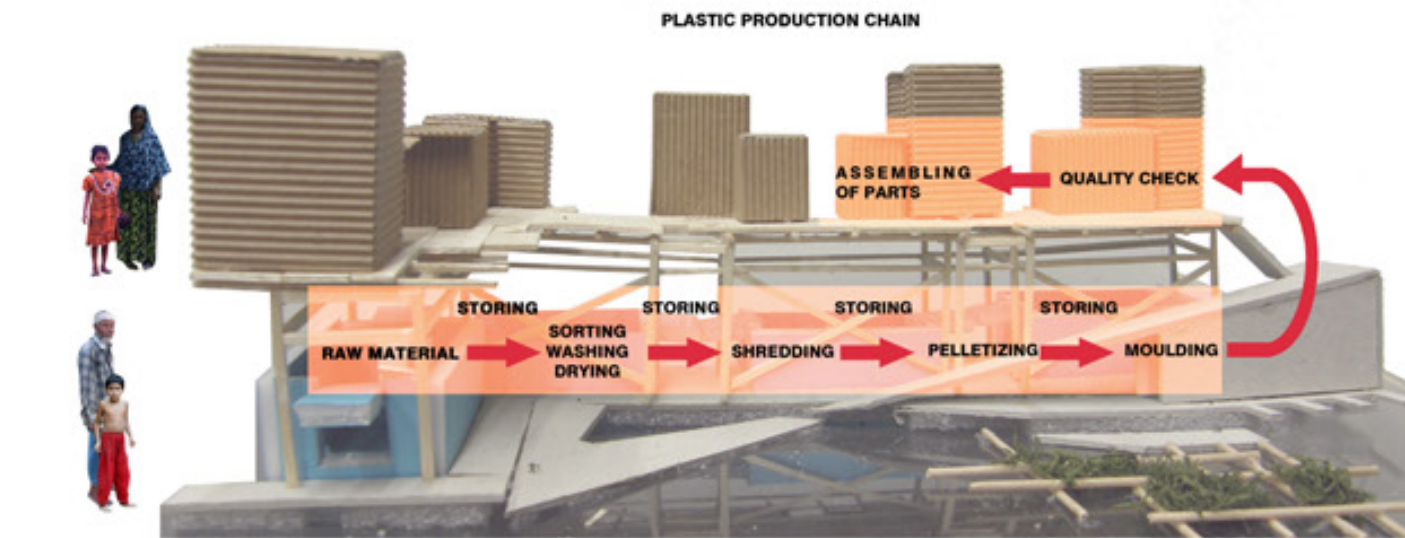 PLASTIC PRODUCTION CHAIN
ASSEMBLING
OF PARTS
QUALITY CHECK
STORING
STORING
STORING
STORING
RAW MATERIAL
SORTING
WASHING
DRYING
SHREDDING
PELLETIZING
MOULDING